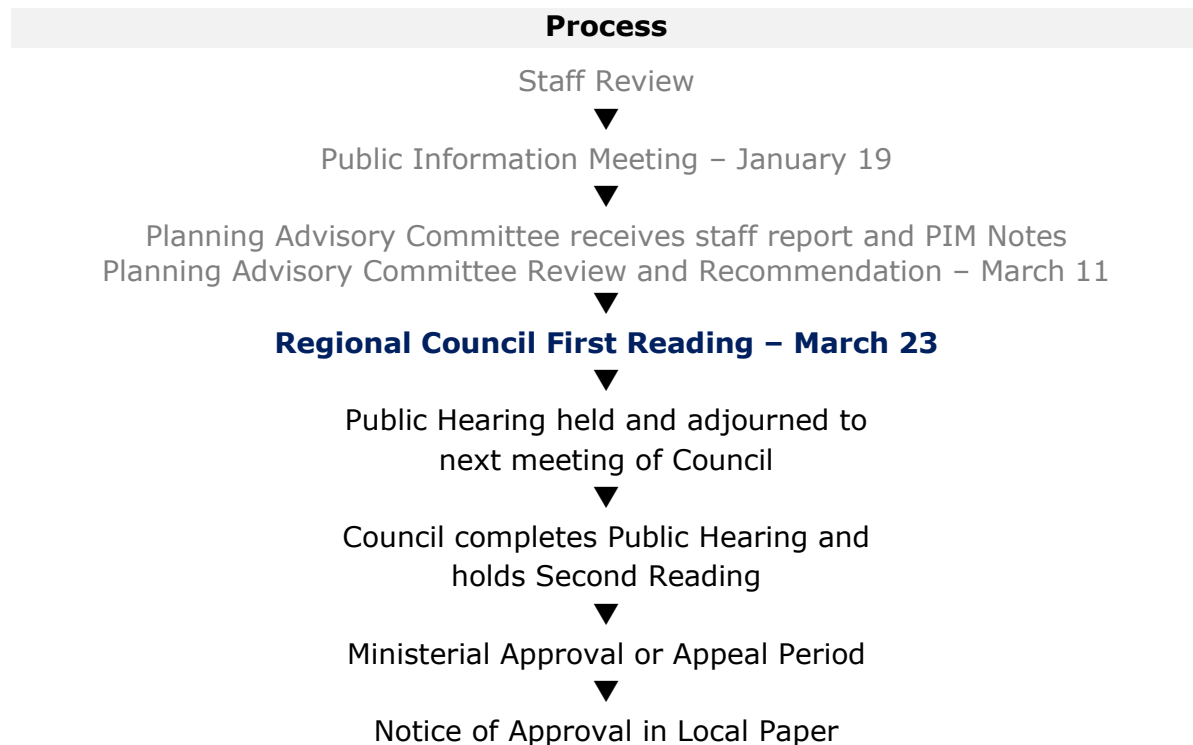 Process
Staff Review
Public Information Meeting – January 19
Planning Advisory Committee receives staff report and PIM Notes
Planning Advisory Committee Review and Recommendation – March 11
Regional Council First Reading – March 23
Public Hearing held and adjourned to
next meeting of Council
Council completes Public Hearing and
holds Second Reading
Ministerial Approval or Appeal Period
Notice of Approval in Local Paper